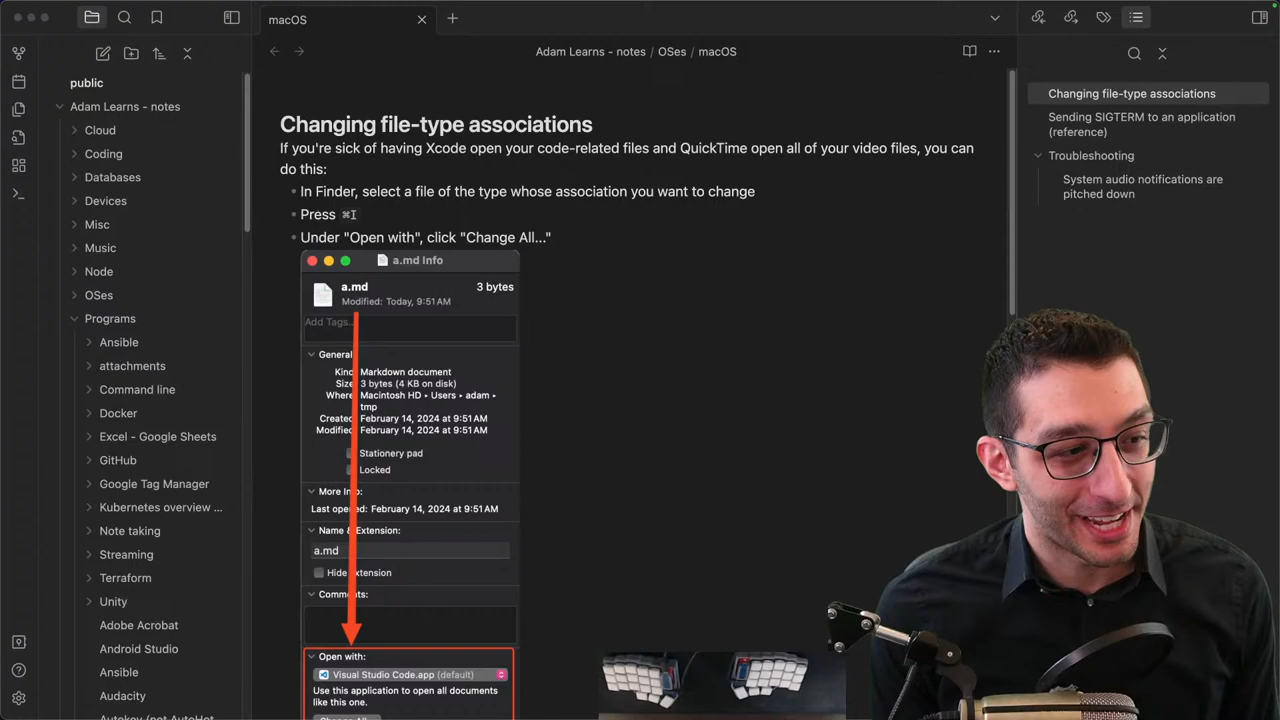 macOS
Adam Learns - notes / OSes / macOS
public
Adam Learns - notes
Cloud
Coding
Databases
Devices
Misc
Music
Node
OSes
Programs
Ansible
attachments
Command line
Docker
Excel - Google Sheets
GitHub
Google Tag Manager
Kubernetes overview ...
Note taking
Streaming
Terraform
Unity
Adobe Acrobat
Android Studio
Ansible
Audacity
Autokey (not AutoHot
Changing file-type associations
If you're sick of having Xcode open your code-related files and QuickTime open all of your video files, you can
do this:
• In Finder, select a file of the type whose association you want to change
• Press ⌘I
• Under "Open with", click "Change All..."
a.md Info
a.md 3 bytes
Modified: Today, 9:51 AM
Add Tags...
General:
Kind: Markdown document
Size: 3 bytes (4 KB on disk)
Where: Macintosh HD ▸ Users ▸ adam ▸
tmp
Created: February 14, 2024 at 9:51 AM
Modified: February 14, 2024 at 9:51 AM
Stationery pad
Locked
More Info:
Last opened: February 14, 2024 at 9:51 AM
Name & Extension:
a.md
Hide extension
Comments:
Open with:
Visual Studio Code.app (default)
Use this application to open all documents
like this one.
Change All...
Changing file-type associations
Sending SIGTERM to an application
(reference)
Troubleshooting
System audio notifications are
pitched down